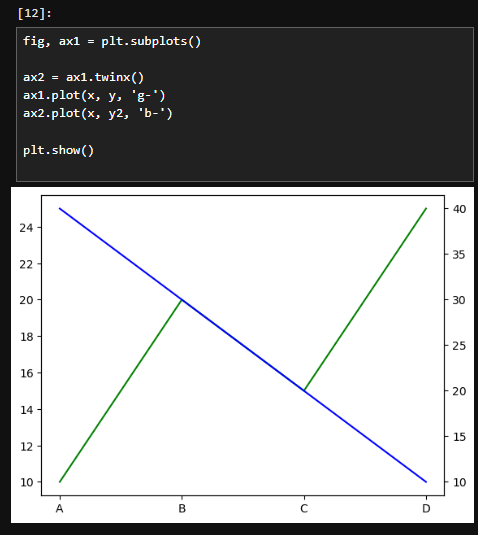 [12]:
fig, ax1 = plt.subplots()
ax2 = ax1.twinx()
ax1.plot(x, y, 'g-')
ax2.plot(x, y2, 'b-')
plt.show()
24
22
20
18
16
14
12
10
40
35
30
25
20
15
10
A B C D